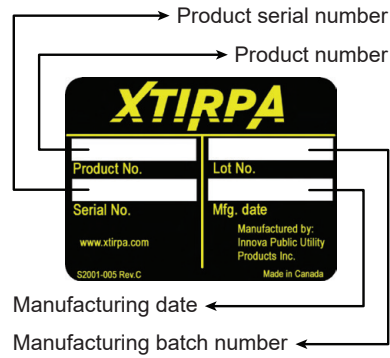 Product serial number
Product number
XTIRPA
Product No.
Lot No.
Serial No.
Mfg. date
www.xtirpa.com
Manufactured by:
Innova Public Utility
Products Inc.
S2001-005 Rev.C
Made in Canada
Manufacturing date
Manufacturing batch number